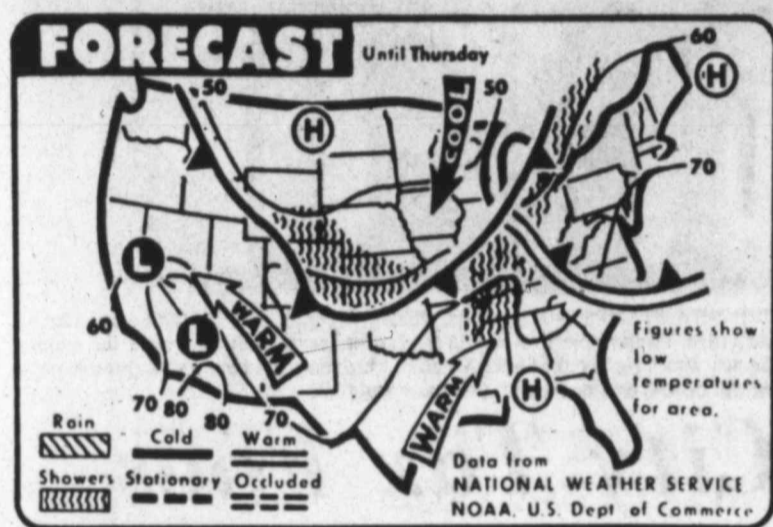 FORECAST Until Thursday
50
COOL
50
60
H
H
70
L
60
L
WARM
WARM
H
70 80 80 70
Figures show
low
temperatures
for area.
Rain Cold Warm
Showers Stationary Occluded
Data from
NATIONAL WEATHER SERVICE
NOAA, U.S. Dept of Commerce